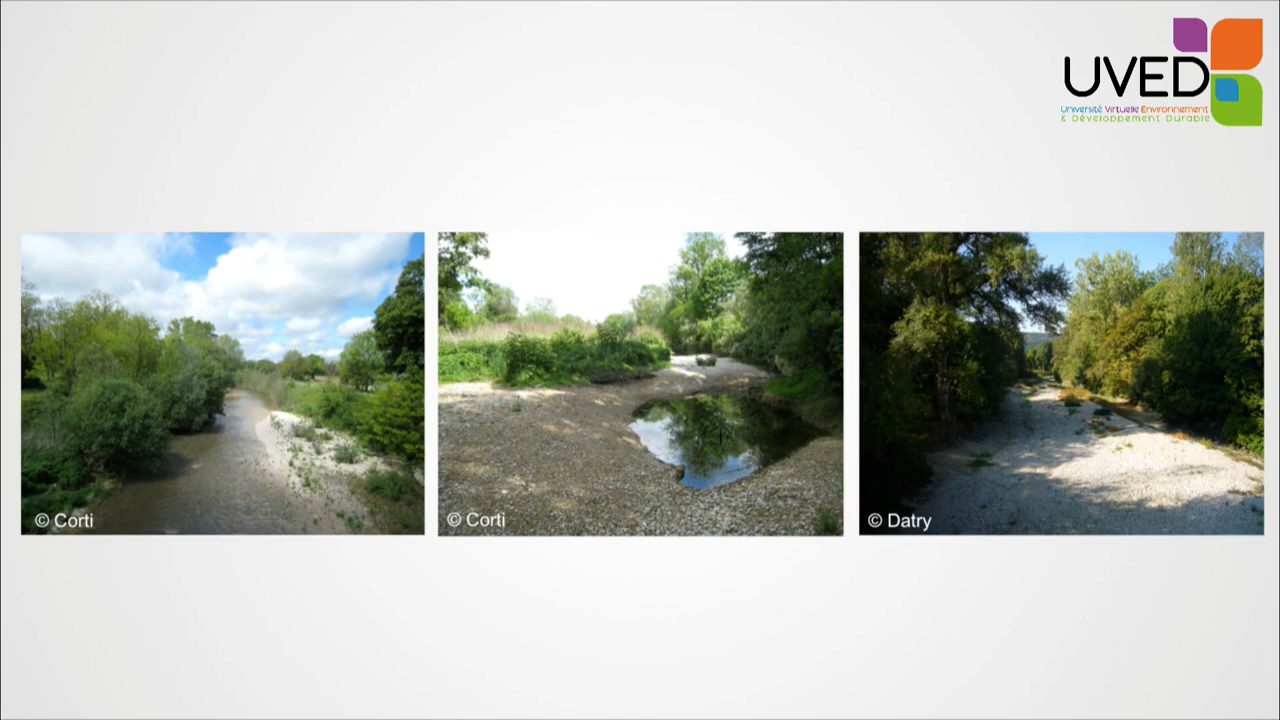 UVED
Université Virtuelle Environnement
& Développement Durable
© Corti
© Corti
© Datry